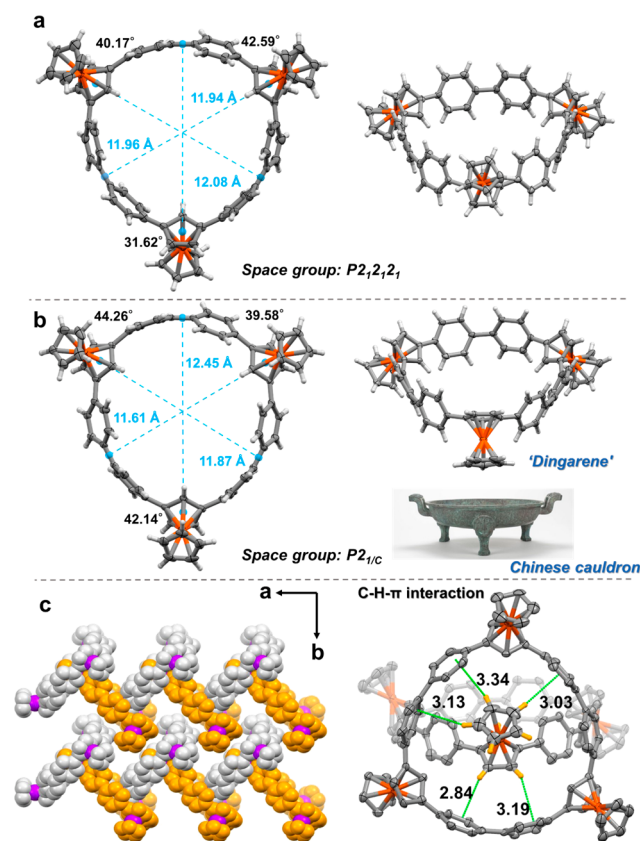 a
40.17°
42.59°
11.94 Å
11.96 Å
12.08 Å
31.62°
Space group: P2₁2₁2₁
b
44.26°
39.58°
12.45 Å
11.61 Å
11.87 Å
42.14°
Space group: P2₁/C
'Dingarene'
Chinese cauldron
c
a
b
C-H-π interaction
3.34
3.13
3.03
2.84
3.19